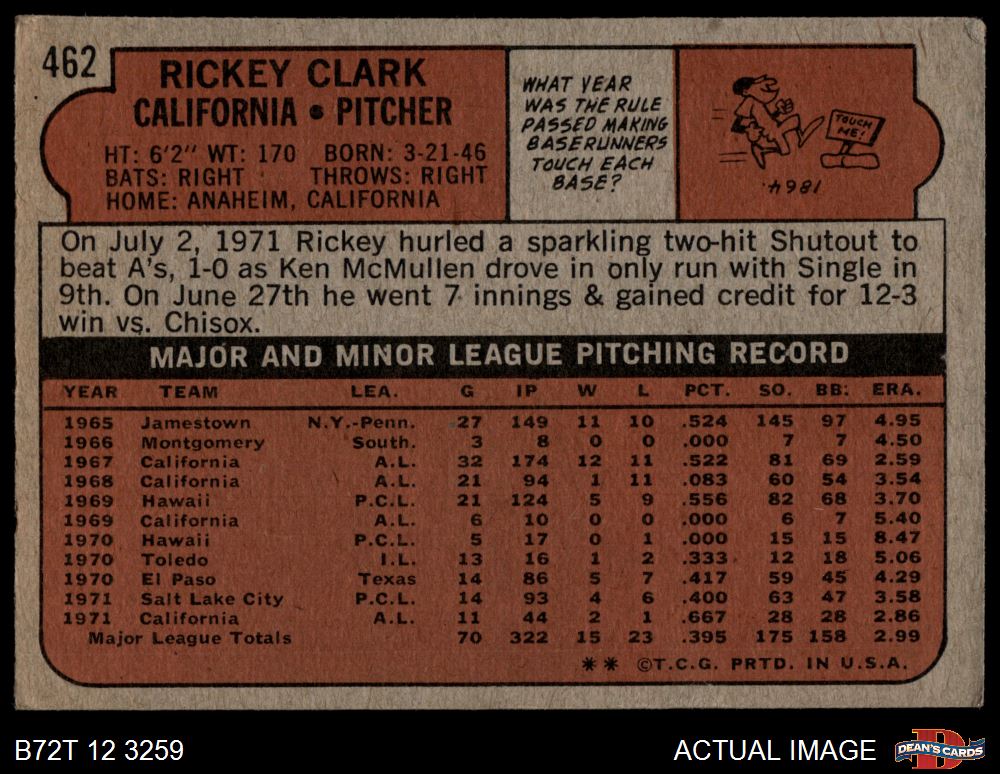 462
RICKEY CLARK
CALIFORNIA • PITCHER
HT: 6'2" WT: 170 BORN: 3-21-46
BATS: RIGHT THROWS: RIGHT
HOME: ANAHEIM, CALIFORNIA
WHAT YEAR
WAS THE RULE
PASSED MAKING
BASERUNNERS
TOUCH EACH
BASE?
TOUCH
ME!
1864.
On July 2, 1971 Rickey hurled a sparkling two-hit Shutout to
beat A's, 1-0 as Ken McMullen drove in only run with Single in
9th. On June 27th he went 7 innings & gained credit for 12-3
win vs. Chisox.
MAJOR AND MINOR LEAGUE PITCHING RECORD
YEAR TEAM LEA. G IP W L PCT. SO. BB. ERA.
1965 Jamestown N.Y.-Penn. 27 149 11 10 .524 145 97 4.95
1966 Montgomery South. 3 8 0 0 .000 7 7 4.50
1967 California A.L. 32 174 12 11 .522 81 69 2.59
1968 California A.L. 21 94 1 11 .083 60 54 3.54
1969 Hawaii P.C.L. 21 124 5 9 .556 82 68 3.70
1969 California A.L. 6 10 0 0 .000 6 7 5.40
1970 Hawaii P.C.L. 5 17 0 1 .000 15 15 8.47
1970 Toledo I.L. 13 16 1 2 .333 12 18 5.06
1970 El Paso Texas 14 86 5 7 .417 59 45 4.29
1971 Salt Lake City P.C.L. 14 93 4 6 .400 63 47 3.58
1971 California A.L. 11 44 2 1 .667 28 28 2.86
Major League Totals 70 322 15 23 .395 175 158 2.99
** ©T.C.G. PRTD. IN U.S.A.
B72T 12 3259
ACTUAL IMAGE
DEAN'S CARDS